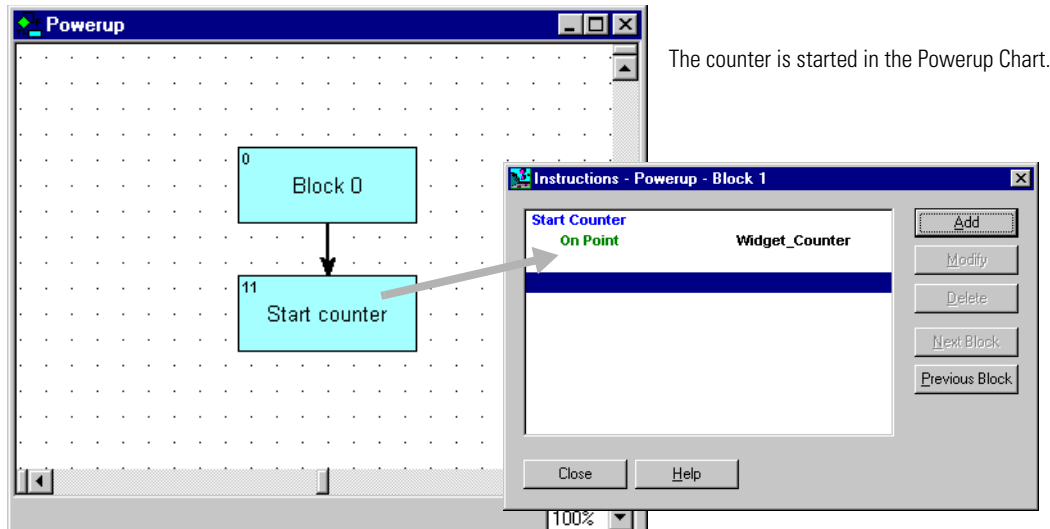 Powerup
The counter is started in the Powerup Chart.
0
Block 0
11
Start counter
100%
Instructions - Powerup - Block 1
Start Counter
On Point Widget_Counter
Add
Modify
Delete
Next Block
Previous Block
Close Help